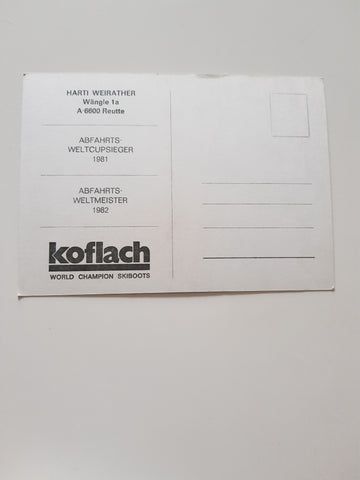 HARTI WEIRATHER
Wängle 1a
A-6600 Reutte
ABFAHRTS-
WELTCUPSIEGER
1981
ABFAHRTS-
WELTMEISTER
1982
koflach
WORLD CHAMPION SKIBOOTS